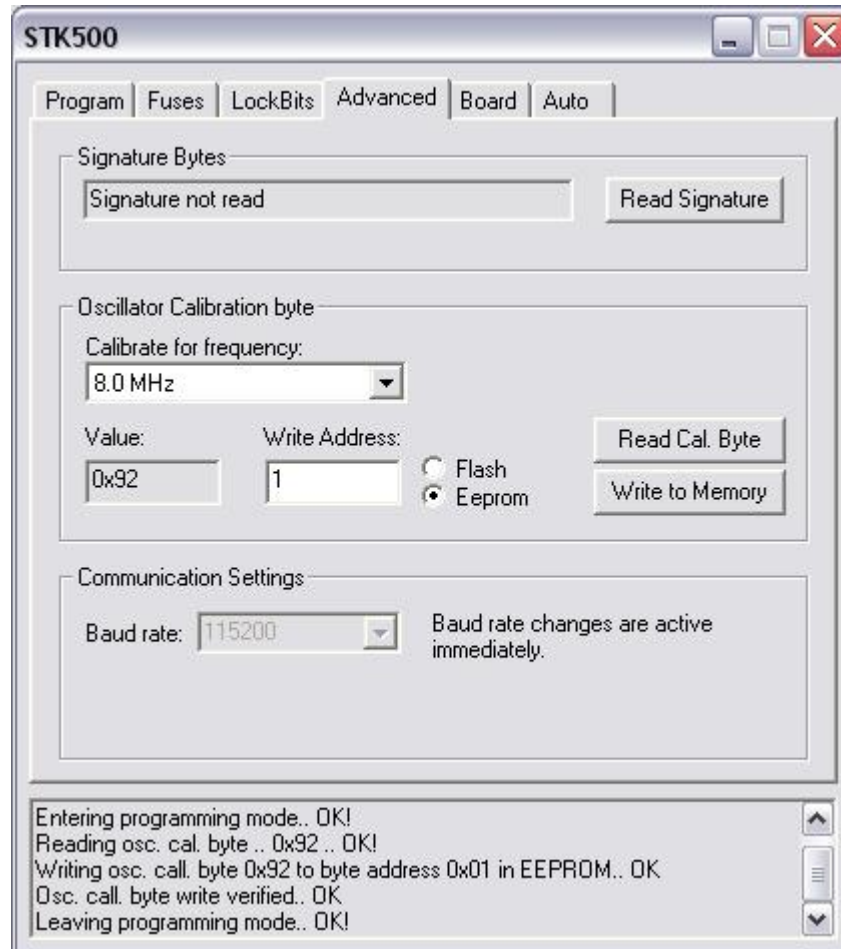 STK500
Program Fuses LockBits Advanced Board Auto
Signature Bytes
Signature not read Read Signature
Oscillator Calibration byte
Calibrate for frequency:
8.0 MHz
Value: Write Address: Read Cal. Byte
0x92 1 Flash
Eeprom Write to Memory
Communication Settings
Baud rate: 115200 Baud rate changes are active
immediately.
Entering programming mode.. OK!
Reading osc. cal. byte .. 0x92 .. OK!
Writing osc. call. byte 0x92 to byte address 0x01 in EEPROM.. OK
Osc. call. byte write verified.. OK
Leaving programming mode.. OK!